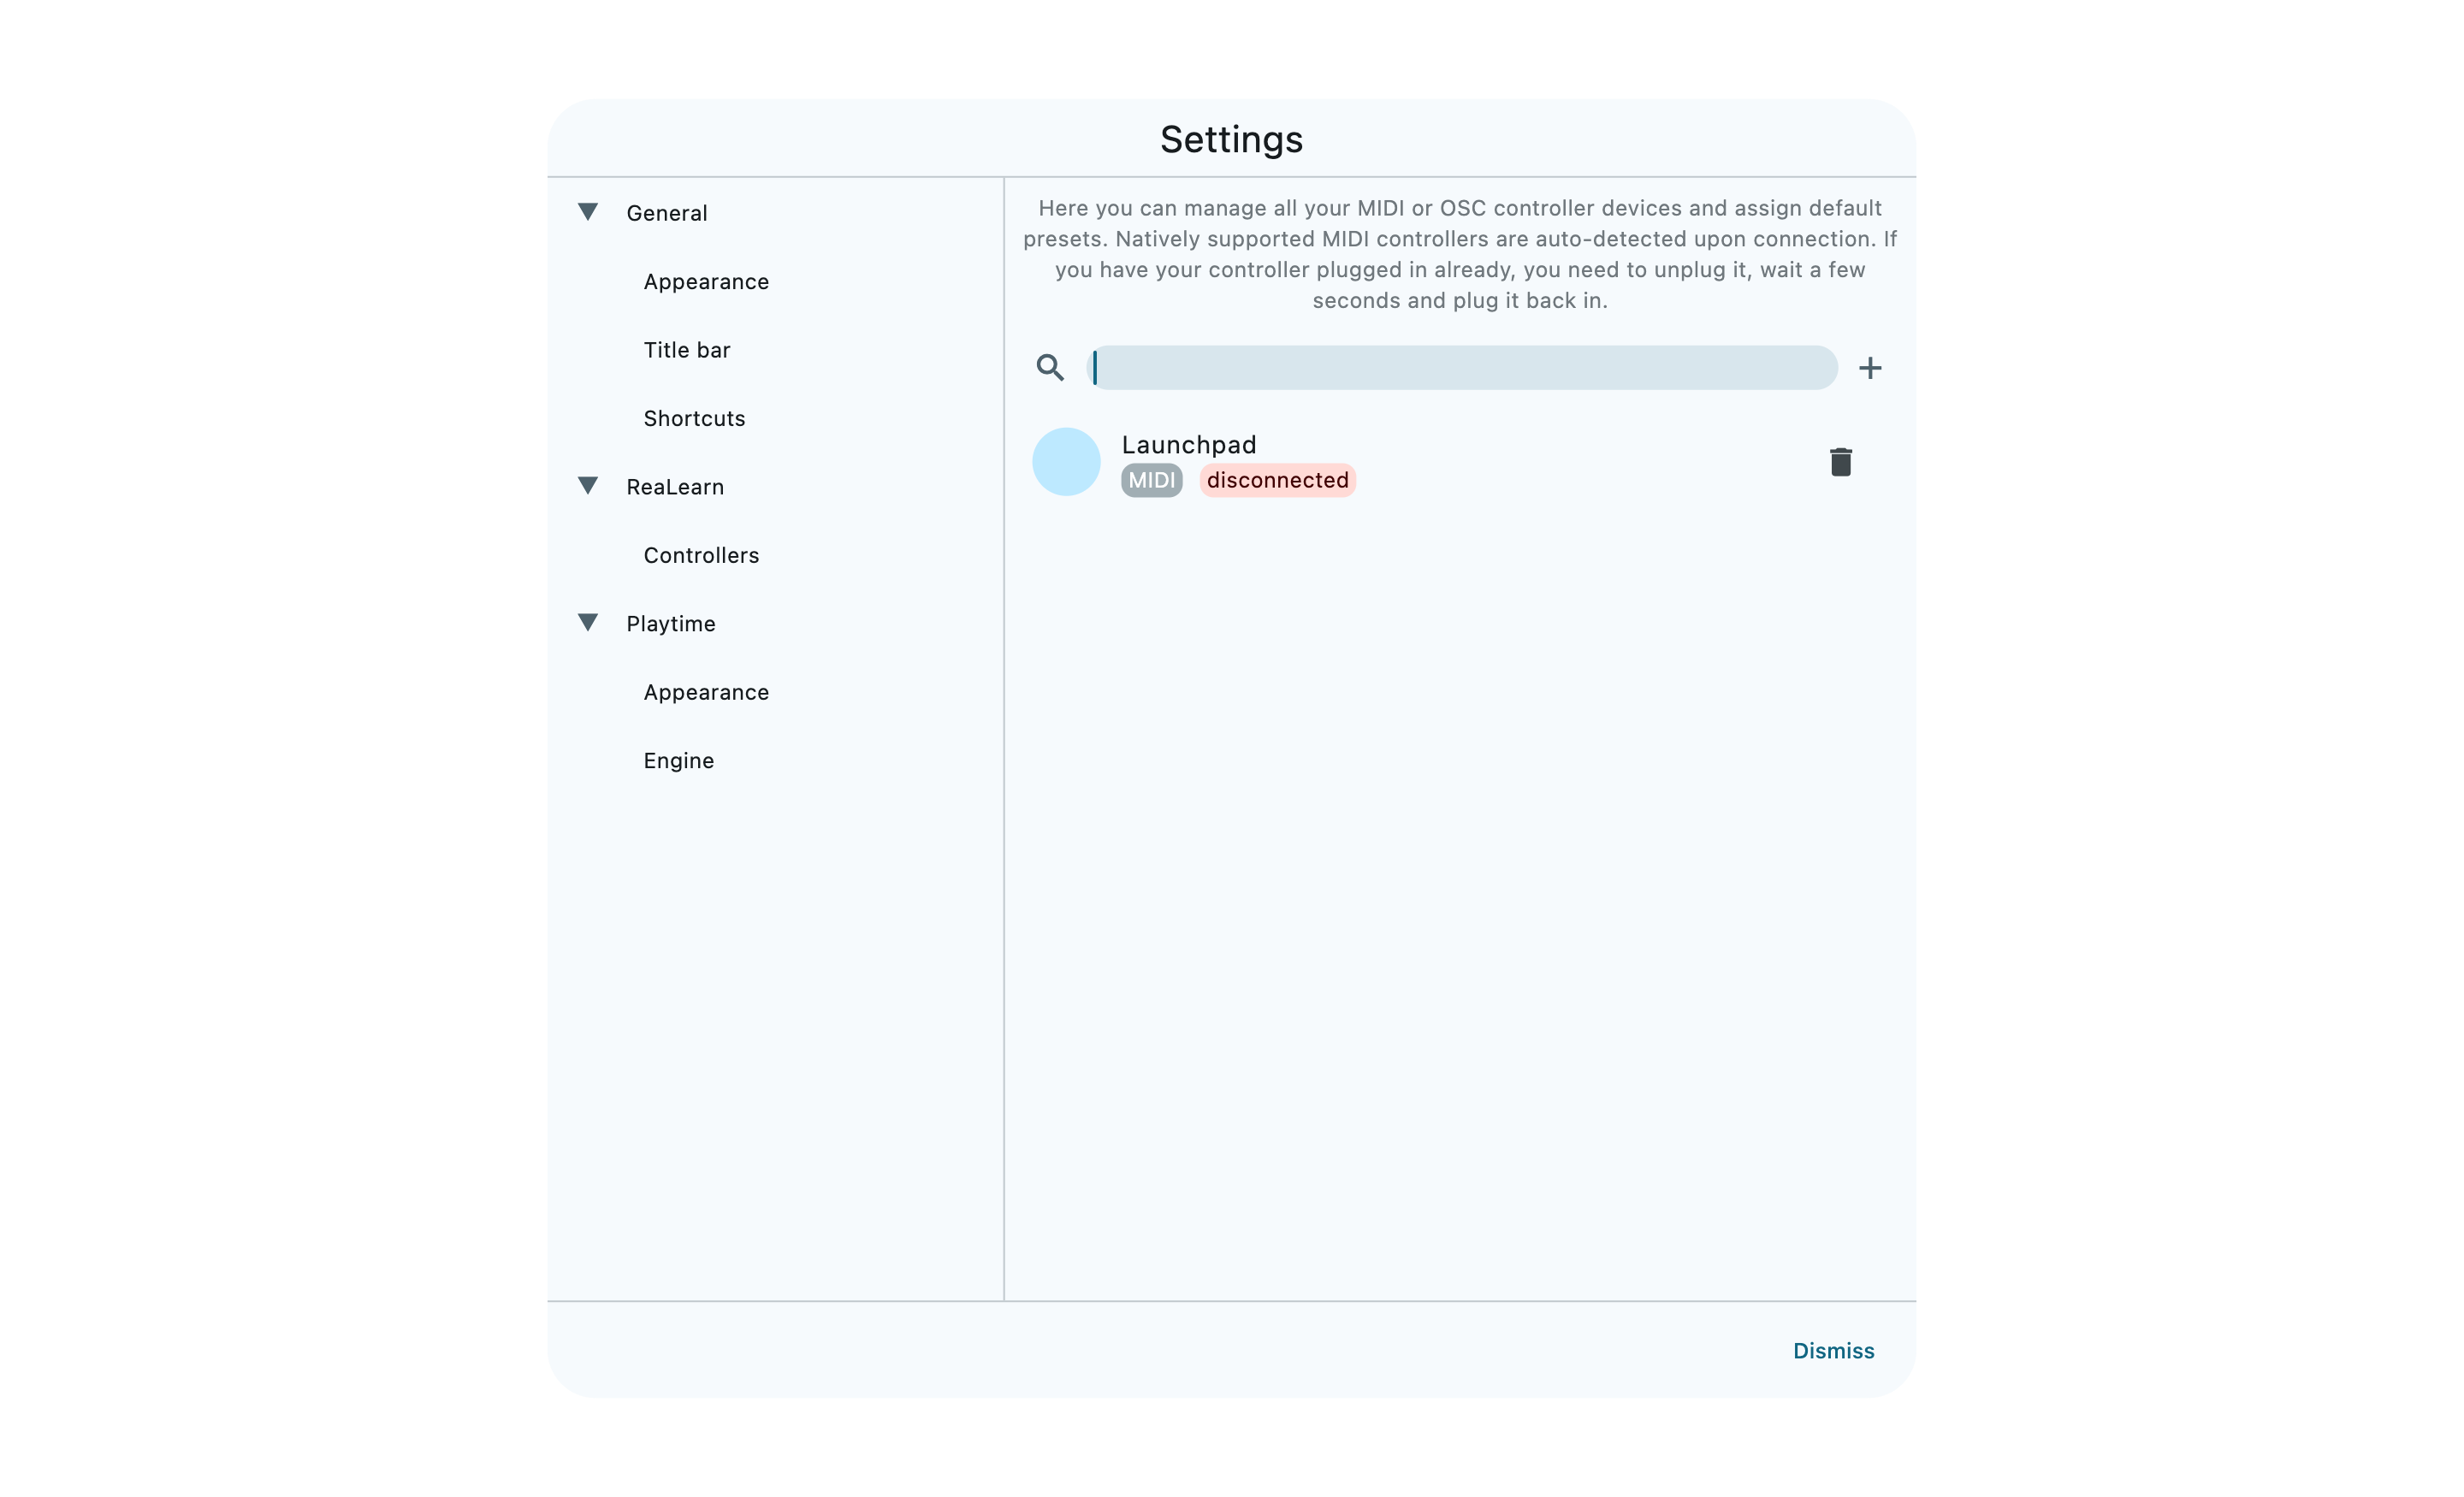 Settings
General
Appearance
Title bar
Shortcuts
ReaLearn
Controllers
Playtime
Appearance
Engine
Here you can manage all your MIDI or OSC controller devices and assign default
presets. Natively supported MIDI controllers are auto-detected upon connection. If
you have your controller plugged in already, you need to unplug it, wait a few
seconds and plug it back in.
Launchpad
MIDI disconnected
Dismiss